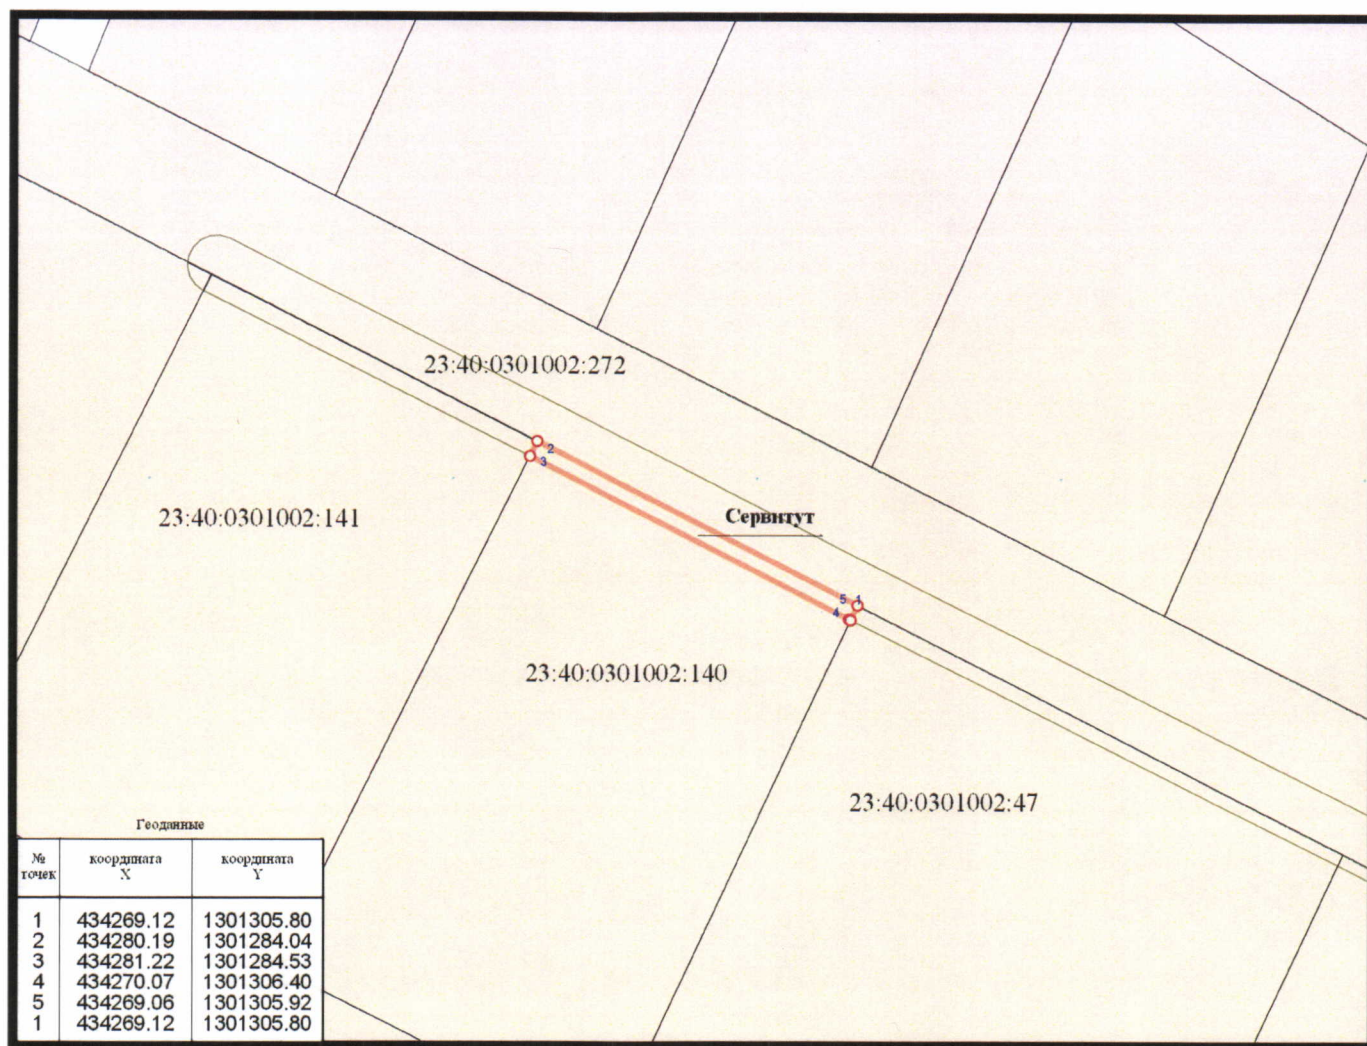 23:40:0301002:272
2
3
23:40:0301002:141
Сервитут
5 1
4
23:40:0301002:140
23:40:0301002:47
Геоданные
№ точек координата X координата Y
1 434269.12 1301305.80
2 434280.19 1301284.04
3 434281.22 1301284.53
4 434270.07 1301306.40
5 434269.06 1301305.92
1 434269.12 1301305.80